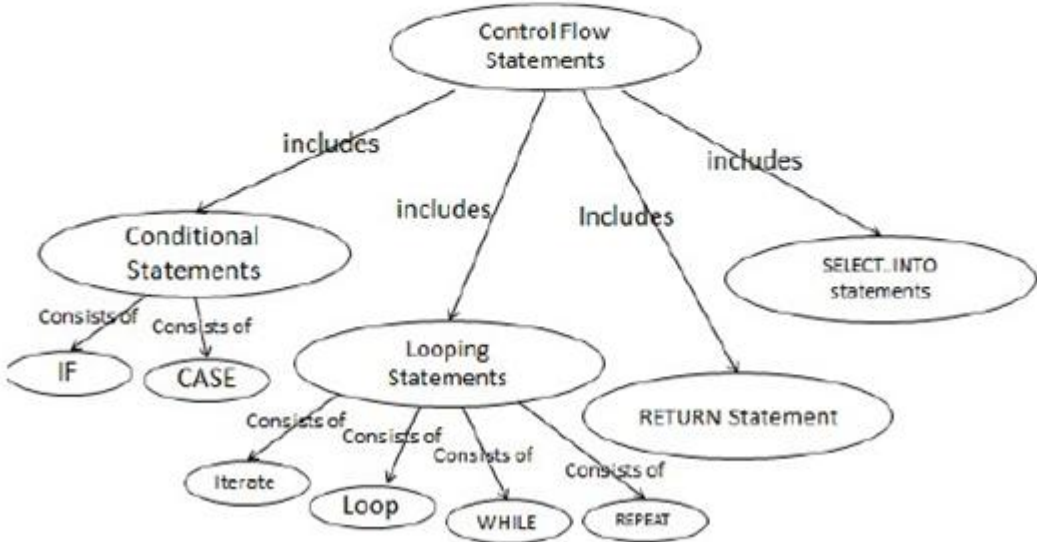 Control Flow
Statements
includes
includes
includes
Includes
Conditional
Statements
SELECT..INTO
statements
Consists of
Consists of
IF
CASE
Looping
Statements
RETURN Statement
Consists of
Consists of
Consists of
Consists of
Iterate
Loop
WHILE
REPEAT